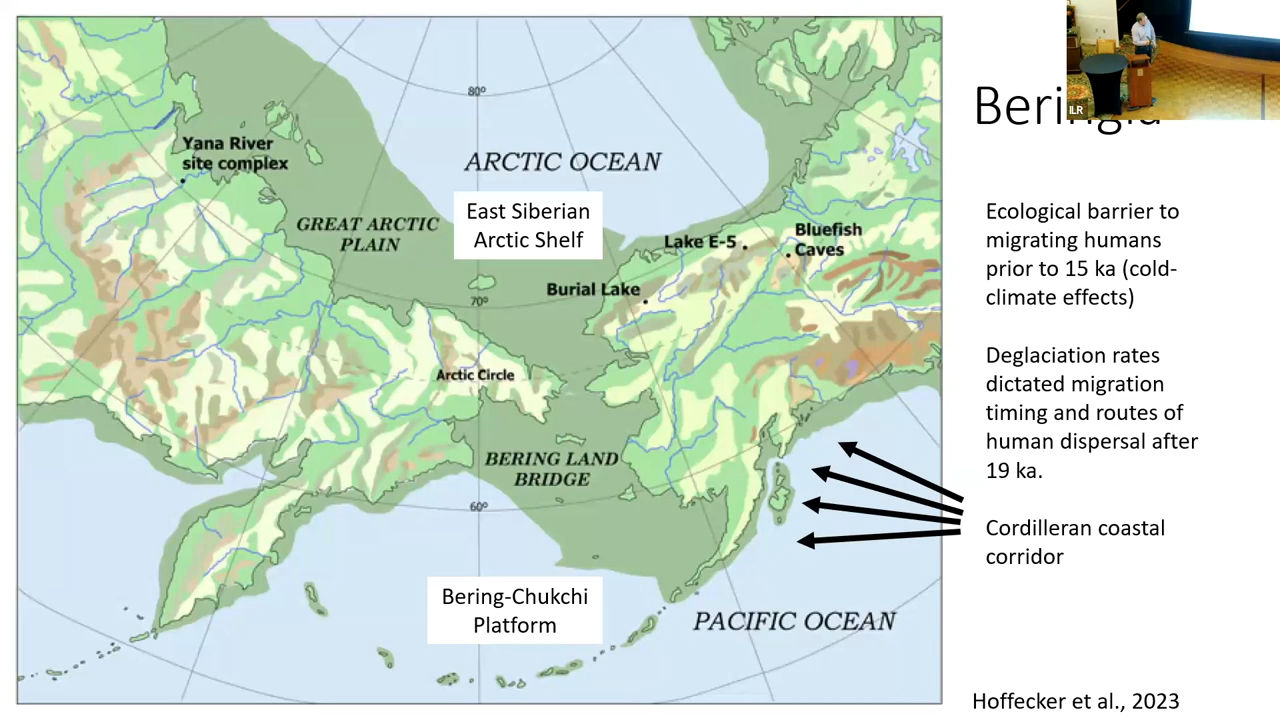 Beringia
ILR
80°
Yana River
site complex
ARCTIC OCEAN
GREAT ARCTIC
PLAIN
East Siberian
Arctic Shelf
Lake E-5
Bluefish
Caves
Burial Lake
70°
Arctic Circle
BERING LAND
BRIDGE
60°
Bering-Chukchi
Platform
PACIFIC OCEAN
Ecological barrier to
migrating humans
prior to 15 ka (cold-
climate effects)
Deglaciation rates
dictated migration
timing and routes of
human dispersal after
19 ka.
Cordilleran coastal
corridor
Hoffecker et al., 2023